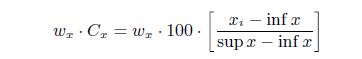 w_x · C_x = w_x · 100 · [ (x_i − inf x) / (sup x − inf x) ]